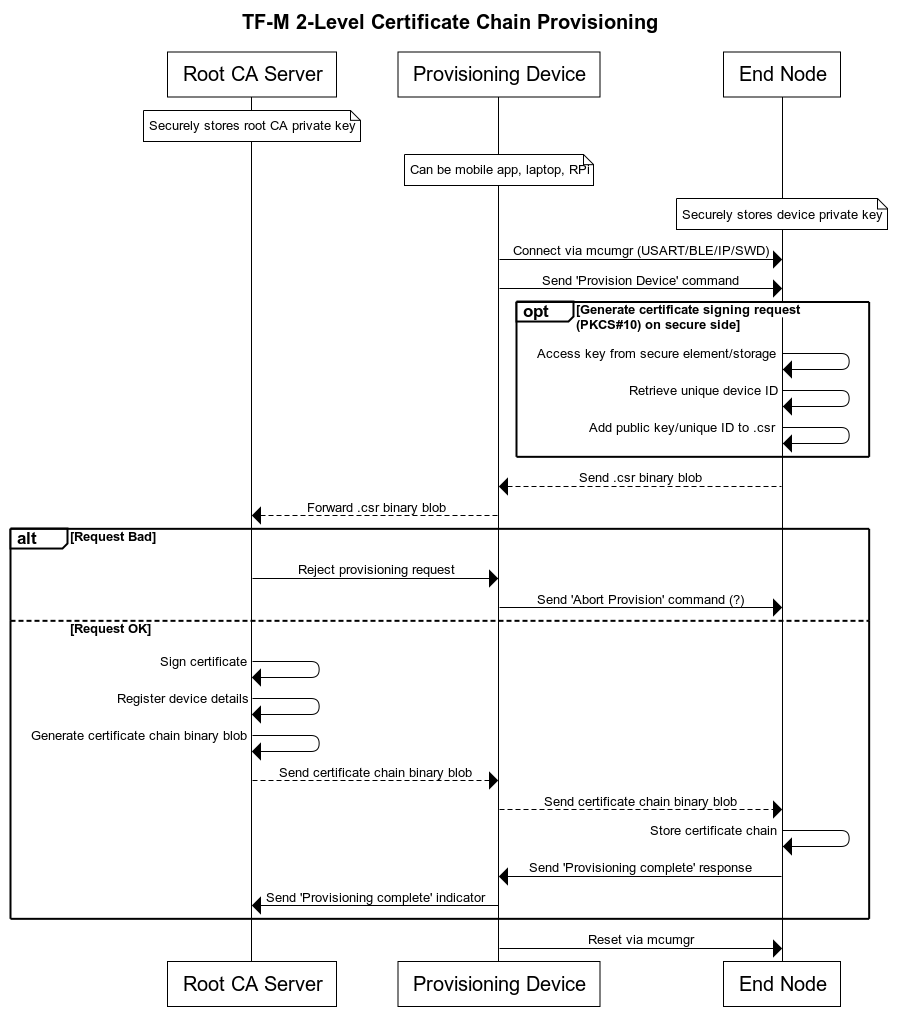 TF-M 2-Level Certificate Chain Provisioning
Root CA Server
Provisioning Device
End Node
Securely stores root CA private key
Can be mobile app, laptop, RPi
Securely stores device private key
Connect via mcumgr (USART/BLE/IP/SWD)
Send 'Provision Device' command
opt
[Generate certificate signing request
(PKCS#10) on secure side]
Access key from secure element/storage
Retrieve unique device ID
Add public key/unique ID to .csr
Send .csr binary blob
Forward .csr binary blob
alt
[Request Bad]
Reject provisioning request
Send 'Abort Provision' command (?)
[Request OK]
Sign certificate
Register device details
Generate certificate chain binary blob
Send certificate chain binary blob
Send certificate chain binary blob
Store certificate chain
Send 'Provisioning complete' response
Send 'Provisioning complete' indicator
Reset via mcumgr
Root CA Server
Provisioning Device
End Node